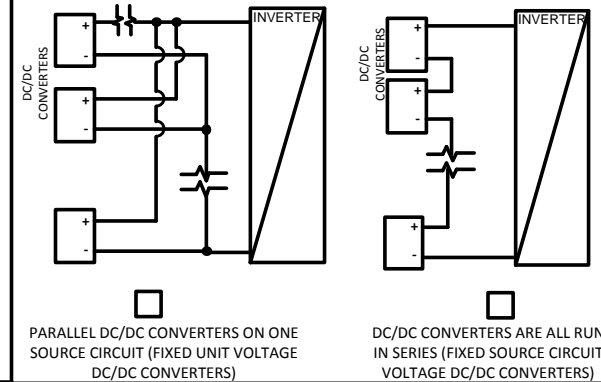 INVERTER
DC/DC
CONVERTERS
+
-
+
-
+
-
PARALLEL DC/DC CONVERTERS ON ONE
SOURCE CIRCUIT (FIXED UNIT VOLTAGE
DC/DC CONVERTERS)
INVERTER
DC/DC
CONVERTERS
+
-
+
-
+
-
DC/DC CONVERTERS ARE ALL RUN
IN SERIES (FIXED SOURCE CIRCUIT
VOLTAGE DC/DC CONVERTERS)